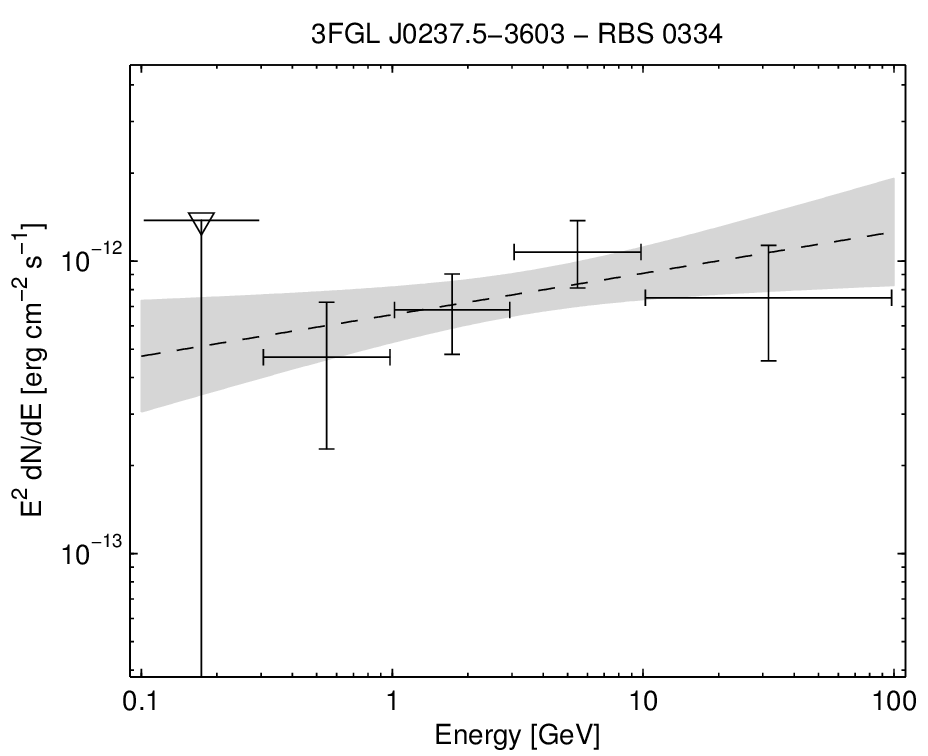 3FGL J0237.5−3603 − RBS 0334
E² dN/dE [erg cm⁻² s⁻¹]
10⁻¹²
10⁻¹³
0.1 1 10 100
Energy [GeV]